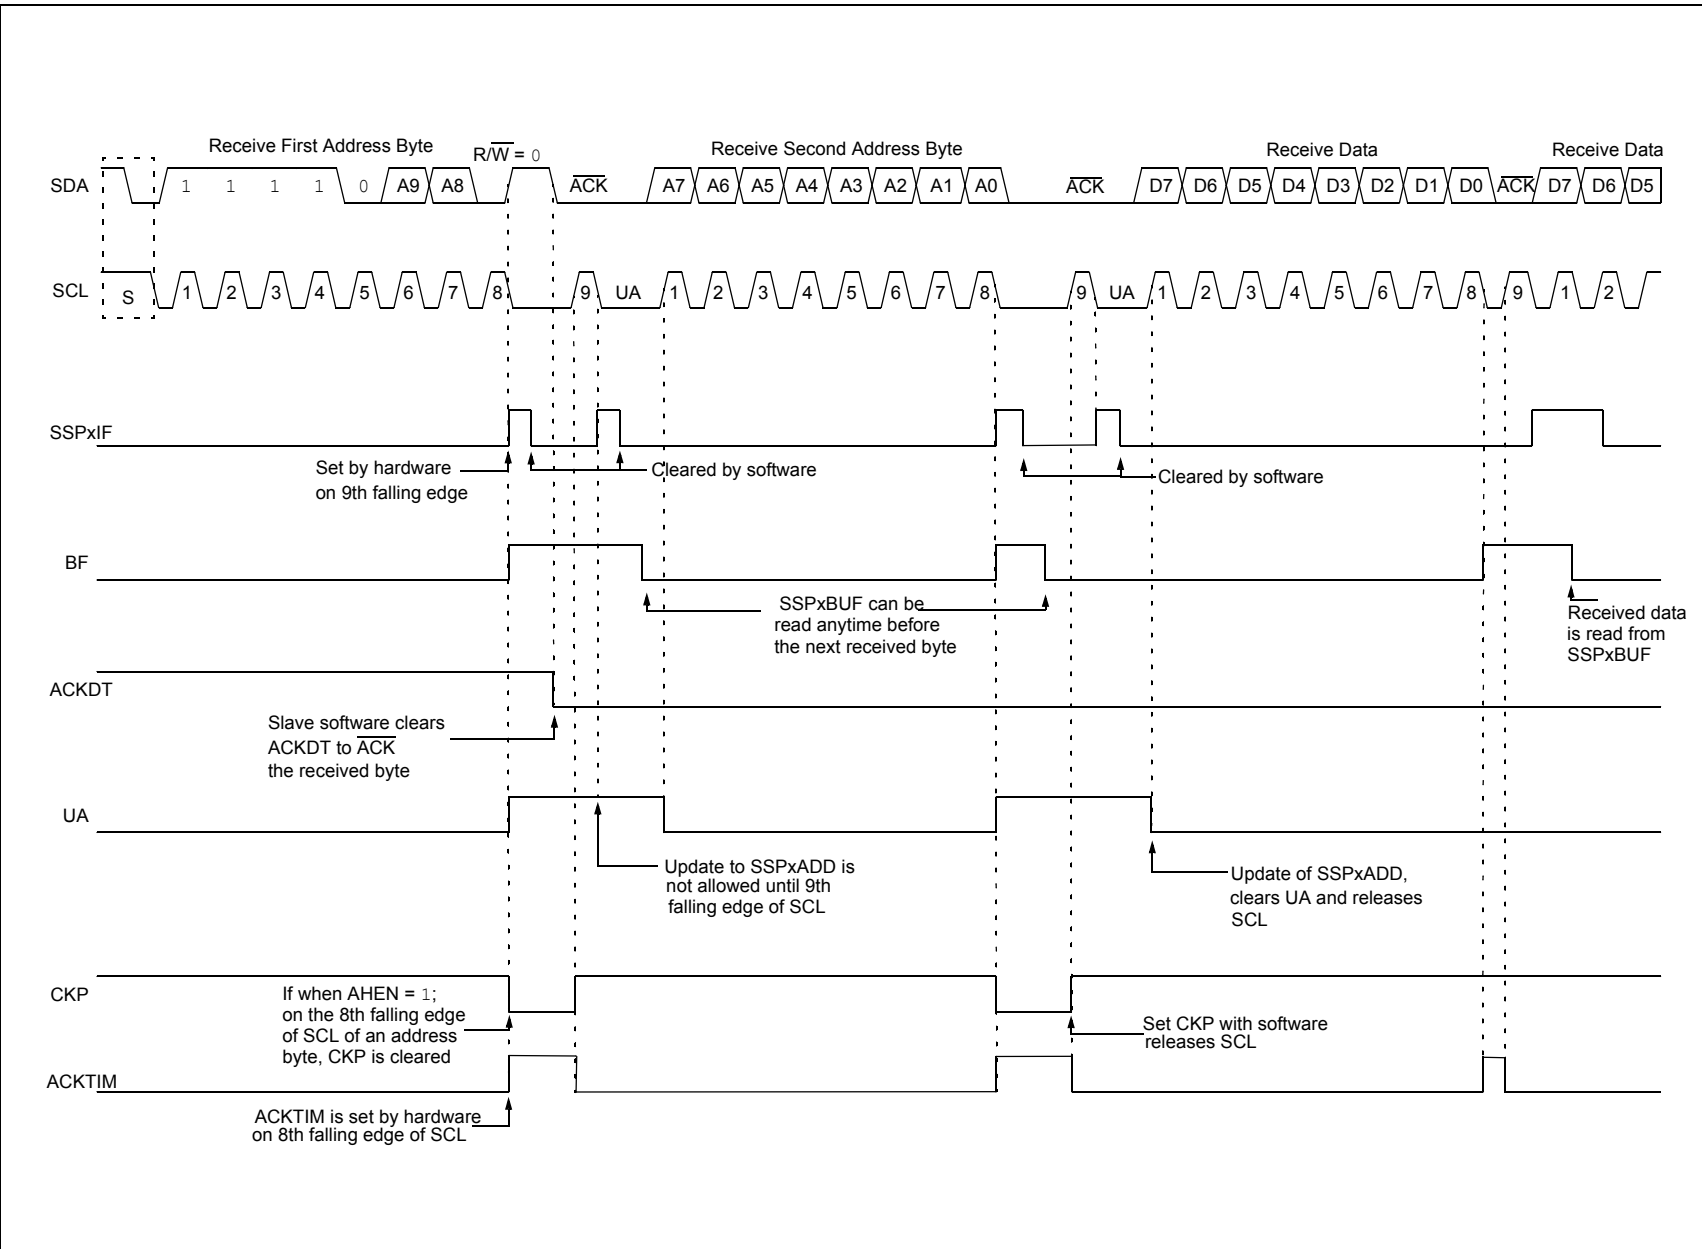 Receive First Address Byte
R/W = 0
Receive Second Address Byte
Receive Data
Receive Data
SDA
1 1 1 1 0 A9 A8
ACK
A7 A6 A5 A4 A3 A2 A1 A0
ACK
D7 D6 D5 D4 D3 D2 D1 D0
ACK
D7 D6 D5
SCL
S
1 2 3 4 5 6 7 8
9 UA
1 2 3 4 5 6 7 8
9 UA
1 2 3 4 5 6 7 8 9 1 2
SSPxIF
Set by hardware
on 9th falling edge
Cleared by software
Cleared by software
BF
SSPxBUF can be
read anytime before
the next received byte
Received data
is read from
SSPxBUF
ACKDT
Slave software clears
ACKDT to ACK
the received byte
UA
Update to SSPxADD is
not allowed until 9th
falling edge of SCL
Update of SSPxADD,
clears UA and releases
SCL
CKP
If when AHEN = 1;
on the 8th falling edge
of SCL of an address
byte, CKP is cleared
Set CKP with software
releases SCL
ACKTIM
ACKTIM is set by hardware
on 8th falling edge of SCL